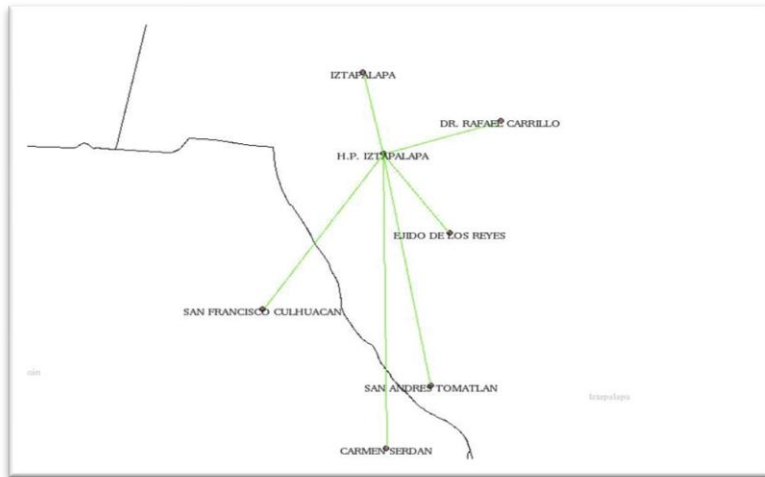 IZTAPALAPA
DR. RAFAEL CARRILLO
H.P. IZTAPALAPA
EJIDO DE LOS REYES
SAN FRANCISCO CULHUACAN
SAN ANDRES TOMATLAN
CARMEN SERDAN